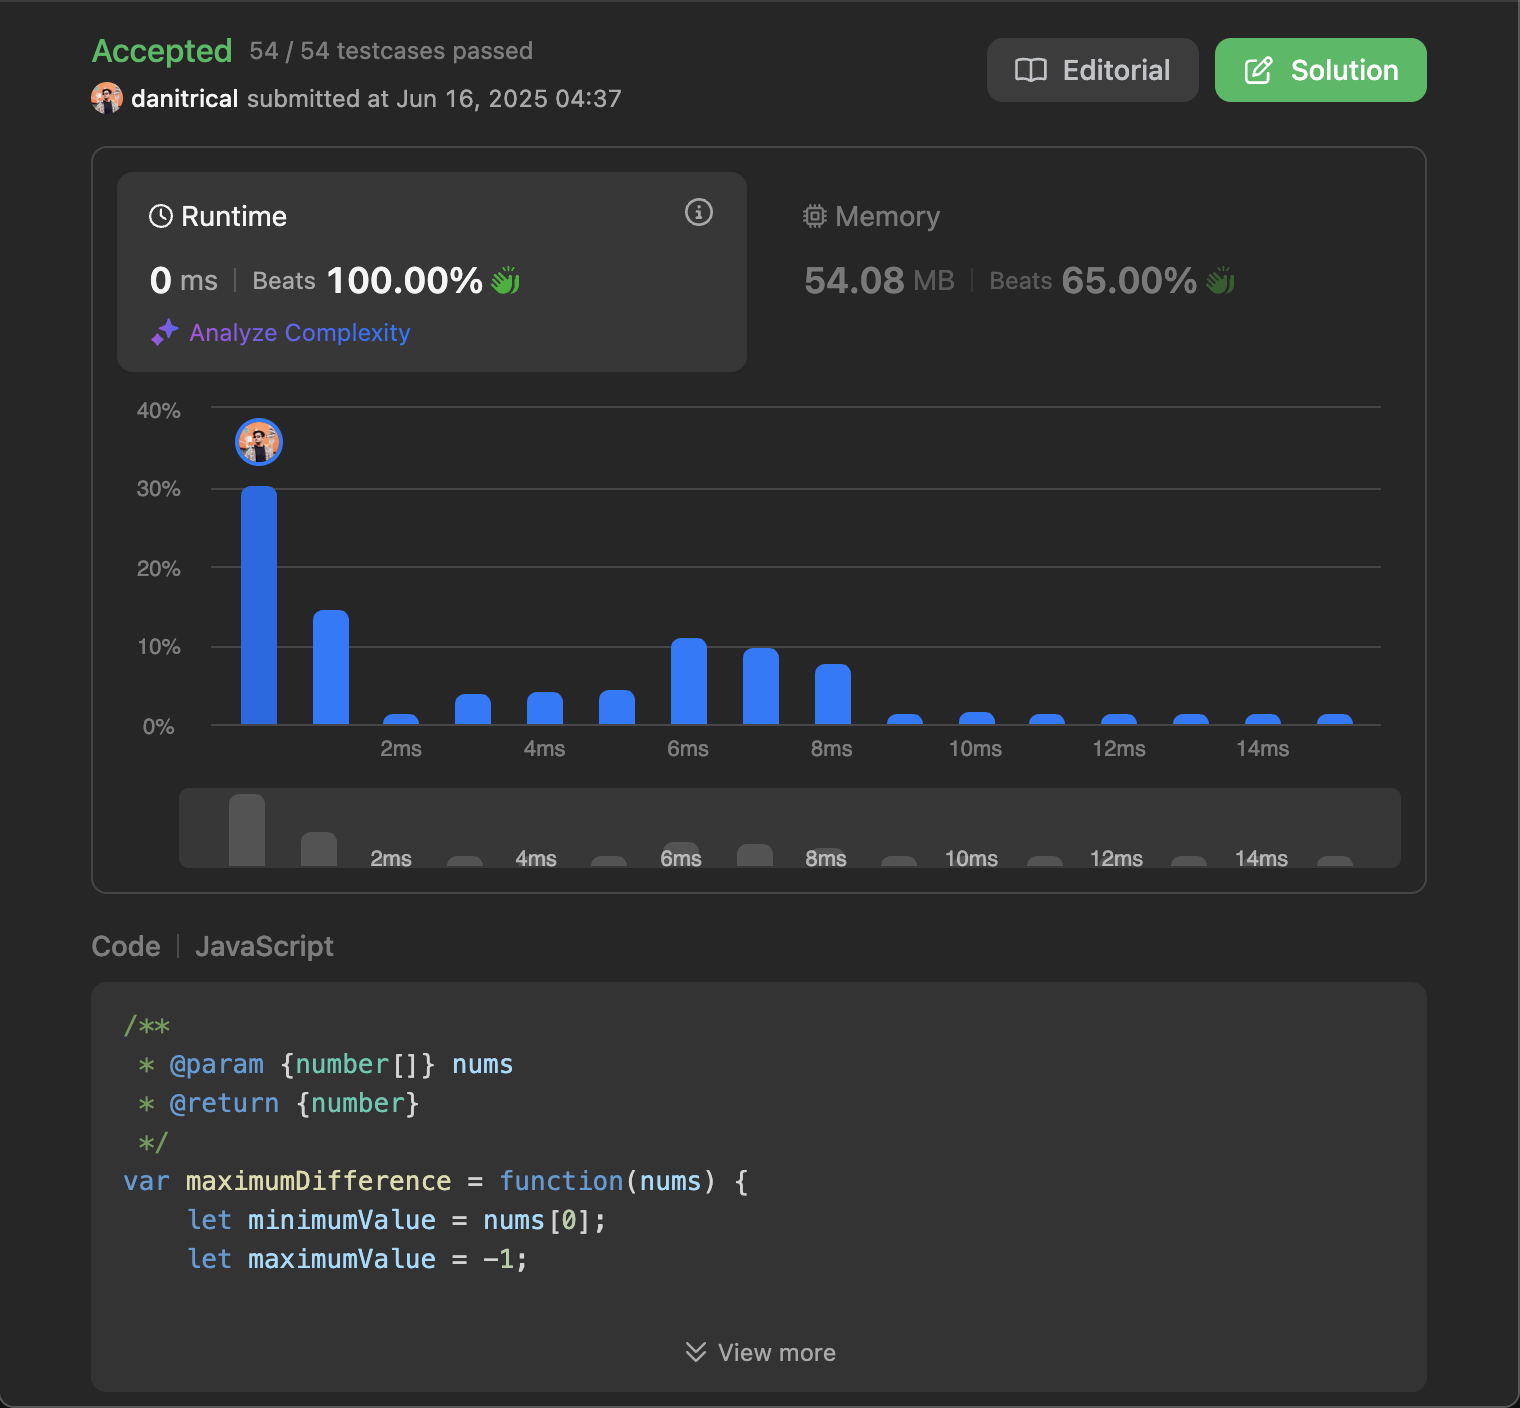 Accepted 54 / 54 testcases passed
danitrical submitted at Jun 16, 2025 04:37
Editorial
Solution
Runtime
0 ms | Beats 100.00%
Analyze Complexity
Memory
54.08 MB | Beats 65.00%
40%
30%
20%
10%
0%
2ms 4ms 6ms 8ms 10ms 12ms 14ms
2ms 4ms 6ms 8ms 10ms 12ms 14ms
Code | JavaScript
/**
 * @param {number[]} nums
 * @return {number}
 */
var maximumDifference = function(nums) {
    let minimumValue = nums[0];
    let maximumValue = -1;
View more